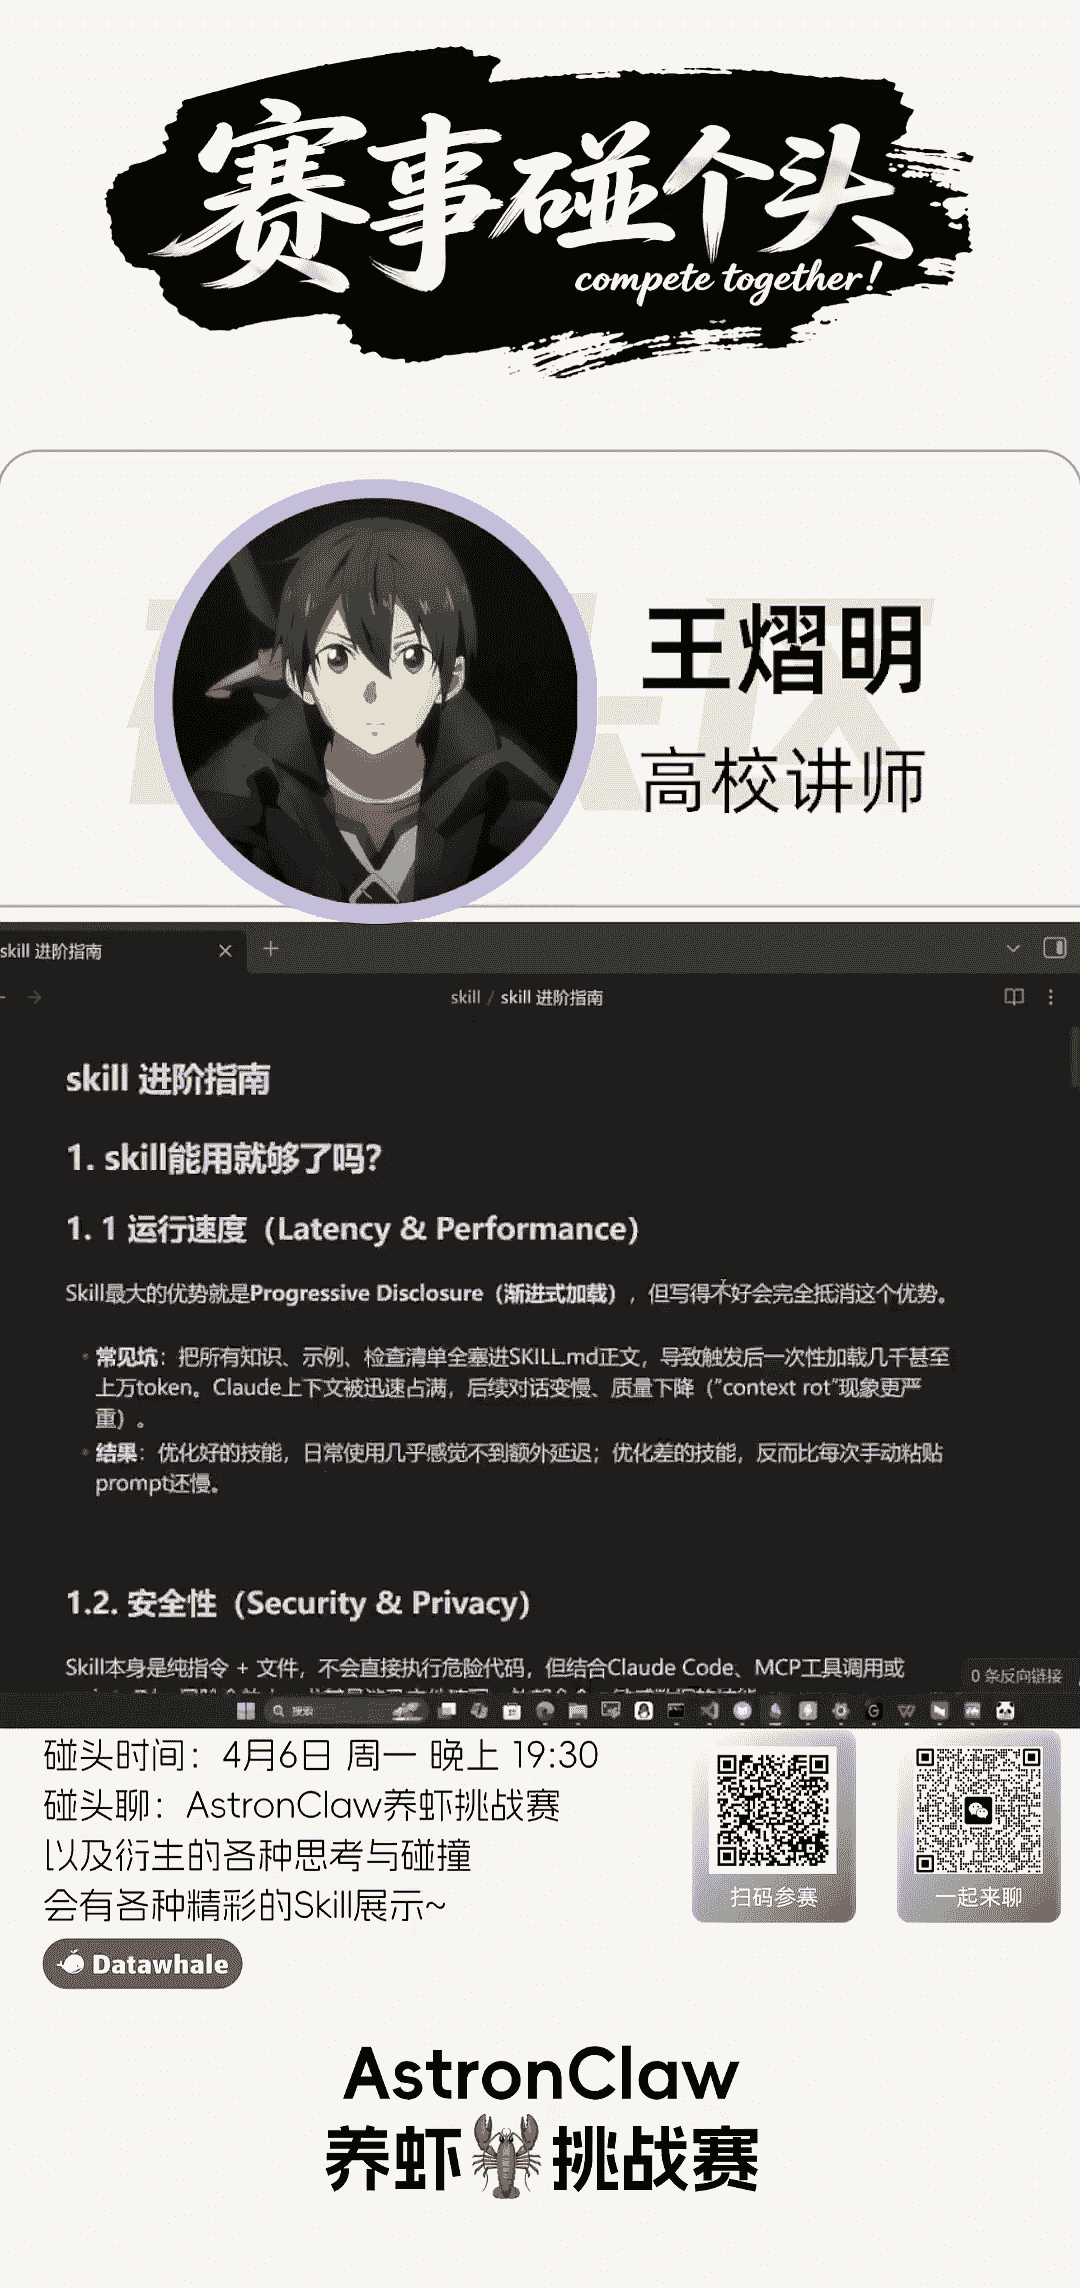 赛事碰个头
compete together!
王熠明
高校讲师
skill 进阶指南
skill / skill 进阶指南
skill 进阶指南
1. skill能用就够了吗？
1. 1 运行速度（Latency & Performance）
Skill最大的优势就是Progressive Disclosure（渐进式加载），但写得不好会完全抵消这个优势。
常见坑：把所有知识、示例、检查清单全塞进SKILL.md正文，导致触发后一次性加载几千甚至
上万token。Claude上下文被迅速占满，后续对话变慢、质量下降（"context rot"现象更严
重）。
结果：优化好的技能，日常使用几乎感觉不到额外延迟；优化差的技能，反而比每次手动粘贴
prompt还慢。
1.2. 安全性（Security & Privacy）
Skill本身是纯指令 + 文件，不会直接执行危险代码，但结合Claude Code、MCP工具调用或
0 条反向链接
搜索
碰头时间：4月6日 周一 晚上 19:30
碰头聊：AstronClaw养虾挑战赛
以及衍生的各种思考与碰撞
会有各种精彩的Skill展示~
扫码参赛
一起来聊
Datawhale
AstronClaw
养虾🦞挑战赛